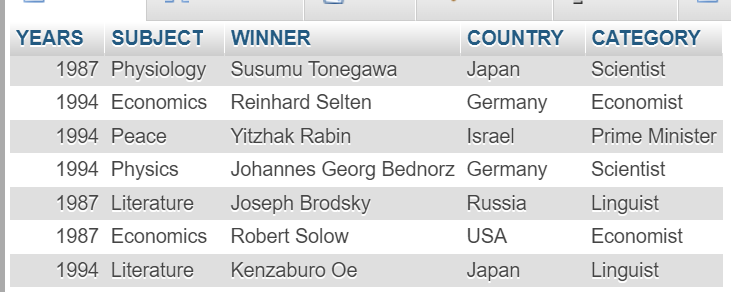 YEARS SUBJECT WINNER COUNTRY CATEGORY
1987 Physiology Susumu Tonegawa Japan Scientist
1994 Economics Reinhard Selten Germany Economist
1994 Peace Yitzhak Rabin Israel Prime Minister
1994 Physics Johannes Georg Bednorz Germany Scientist
1987 Literature Joseph Brodsky Russia Linguist
1987 Economics Robert Solow USA Economist
1994 Literature Kenzaburo Oe Japan Linguist